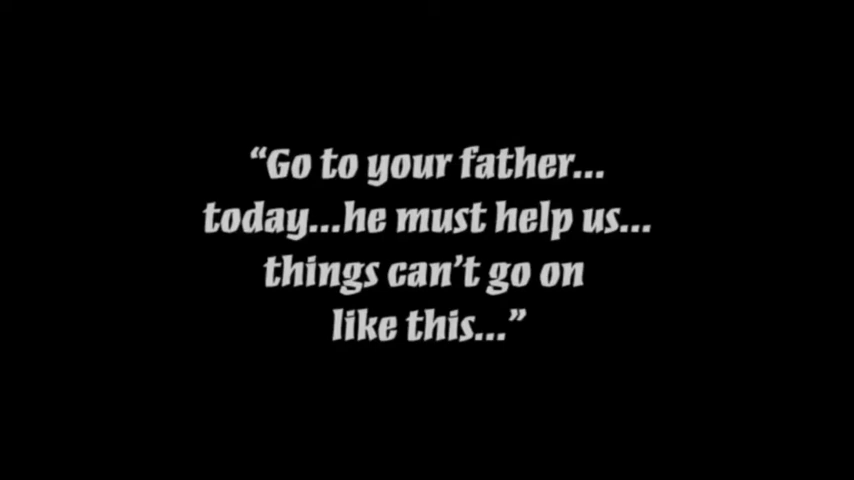 “Go to your father...
today...he must help us...
things can’t go on
like this...”